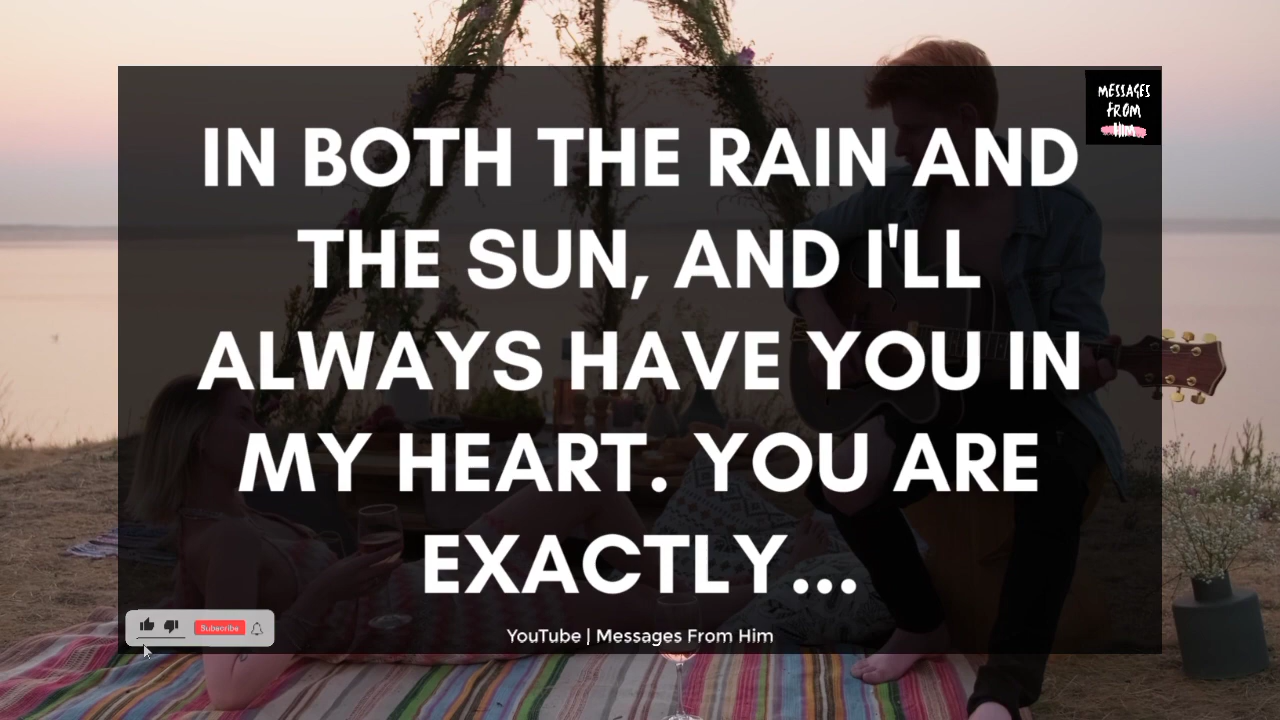 MESSAGES
FROM
HIM
IN BOTH THE RAIN AND
THE SUN, AND I'LL
ALWAYS HAVE YOU IN
MY HEART. YOU ARE
EXACTLY...
Subscribe
YouTube | Messages From Him